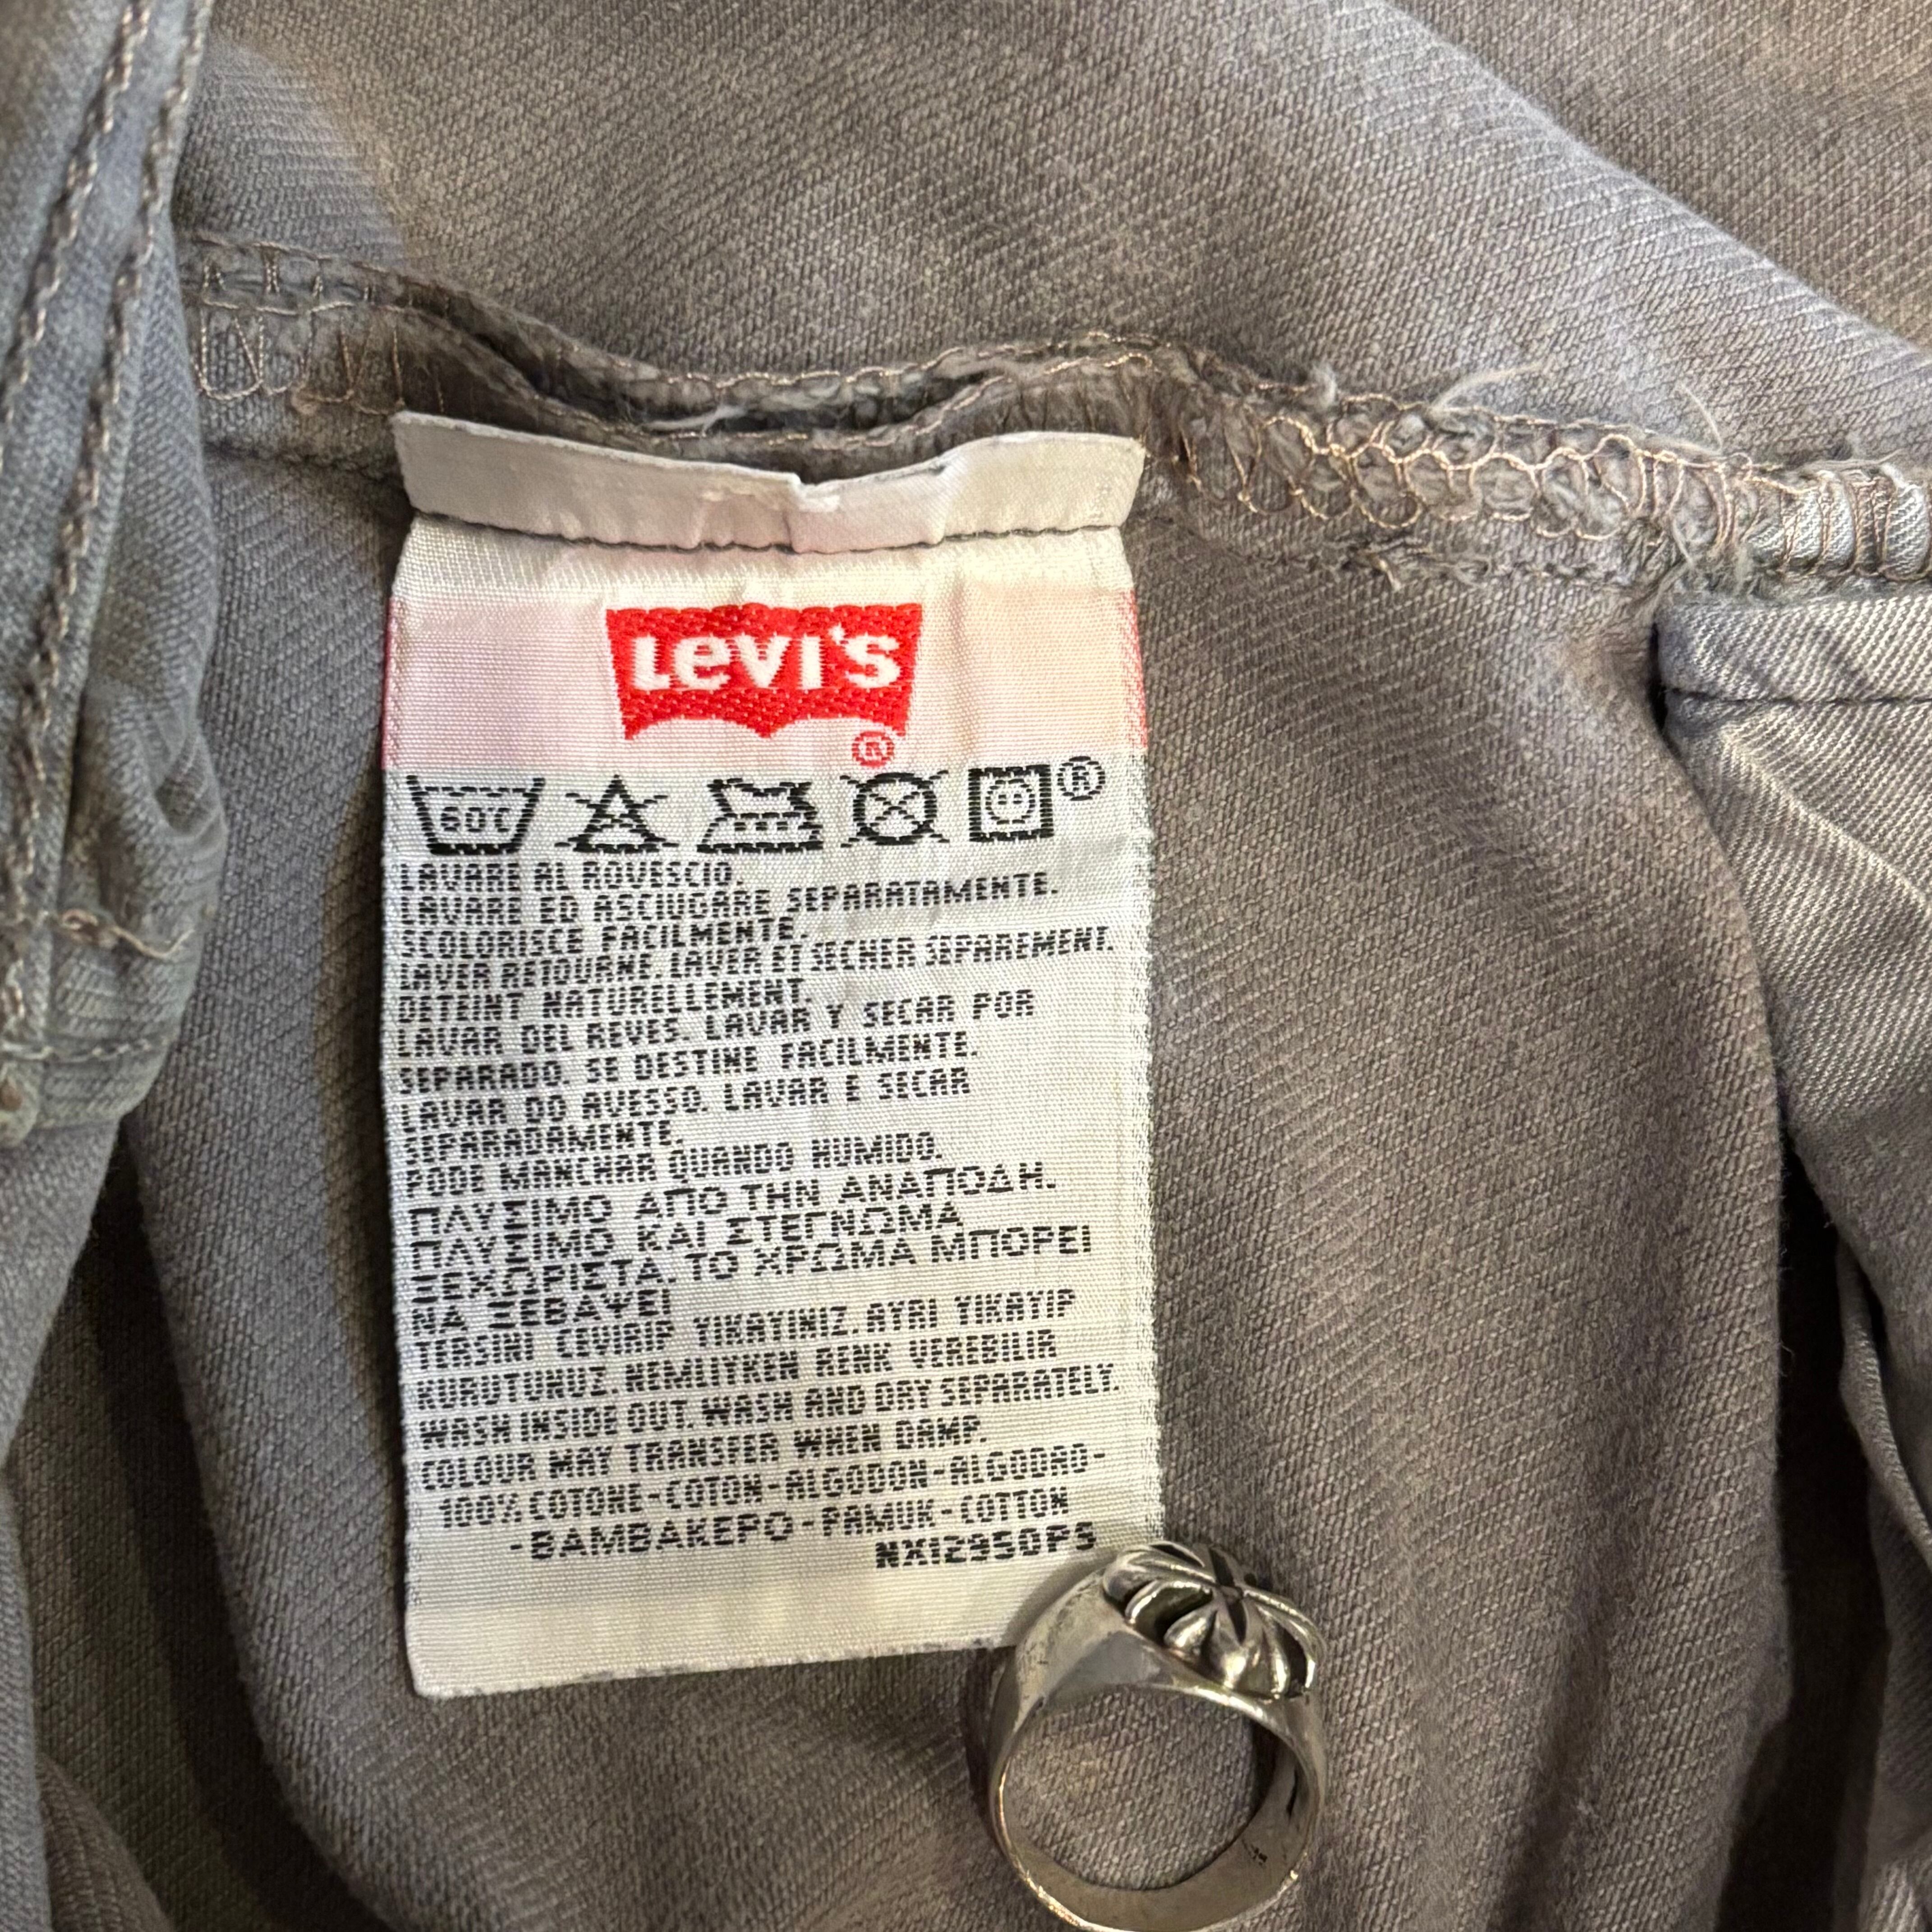 LEVI'S
®
60°C
®
LAVARE AL ROVESCIO.
LAVARE ED ASCIUGARE SEPARATAMENTE.
SCOLORISCE FACILMENTE.
LAVER RETOURNE. LAVER ET SECHER SEPAREMENT.
DETEINT NATURELLEMENT.
LAVAR DEL REVES. LAVAR Y SECAR POR
SEPARADO. SE DESTINE FACILMENTE.
LAVAR DO AVESSO. LAVAR E SECAR
SEPARADAMENTE.
PODE MANCHAR QUANDO HUMIDO.
ΠΛΥΣΙΜΟ ΑΠΟ ΤΗΝ ΑΝΑΠΟΔΗ.
ΠΛΥΣΙΜΟ ΚΑΙ ΣΤΕΓΝΩΜΑ
ΞΕΧΩΡΙΣΤΑ. ΤΟ ΧΡΩΜΑ ΜΠΟΡΕΙ
ΝΑ ΞΕΒΑΨΕΙ
TERSINI CEVIRIP YIKAYINIZ. AYRI YIKAYIP
KURUTUNUZ. NEMLIYKEN RENK VEREBILIR
WASH INSIDE OUT. WASH AND DRY SEPARATELY.
COLOUR MAY TRANSFER WHEN DAMP.
100% COTONE-COTON-ALGODON-ALGODAO-
-ΒΑΜΒΑΚΕΡΟ-PAMUK-COTTON
NX12950PS